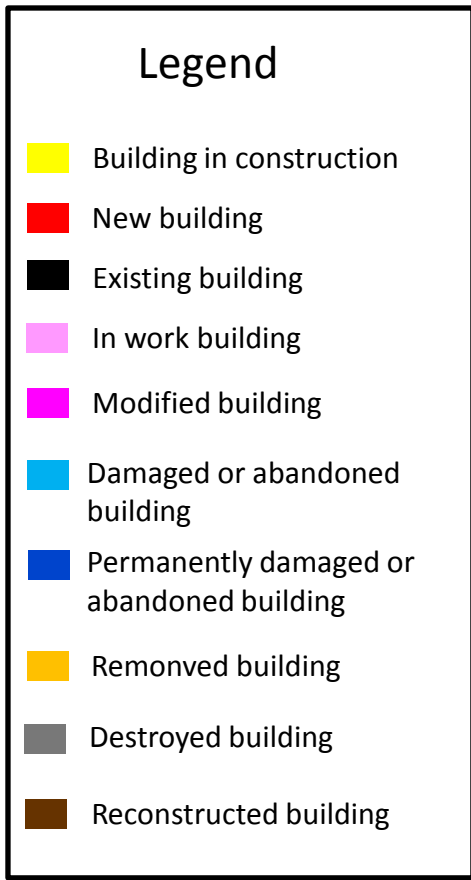 Legend
Building in construction
New building
Existing building
In work building
Modified building
Damaged or abandoned
building
Permanently damaged or
abandoned building
Remonved building
Destroyed building
Reconstructed building